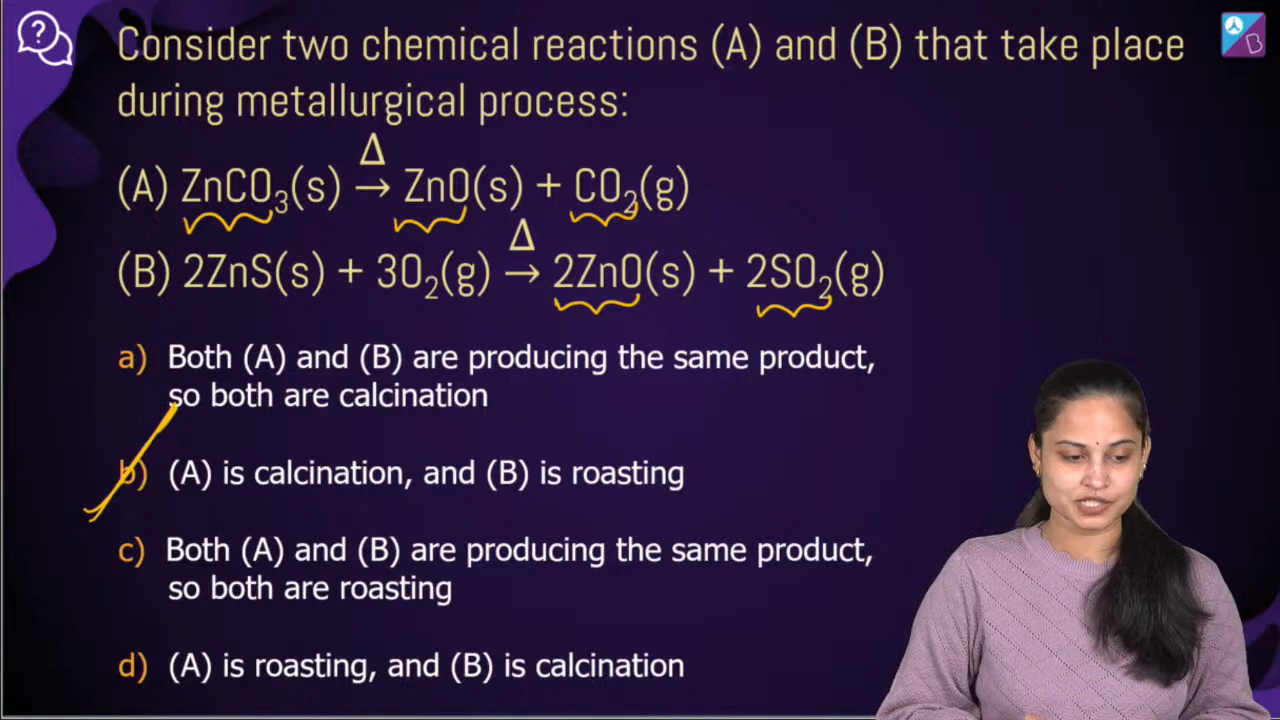 ?
Consider two chemical reactions (A) and (B) that take place
during metallurgical process:
(A) ZnCO₃(s) Δ→ ZnO(s) + CO₂(g)
(B) 2ZnS(s) + 3O₂(g) Δ→ 2ZnO(s) + 2SO₂(g)
a) Both (A) and (B) are producing the same product,
so both are calcination
b) (A) is calcination, and (B) is roasting
c) Both (A) and (B) are producing the same product,
so both are roasting
d) (A) is roasting, and (B) is calcination
B